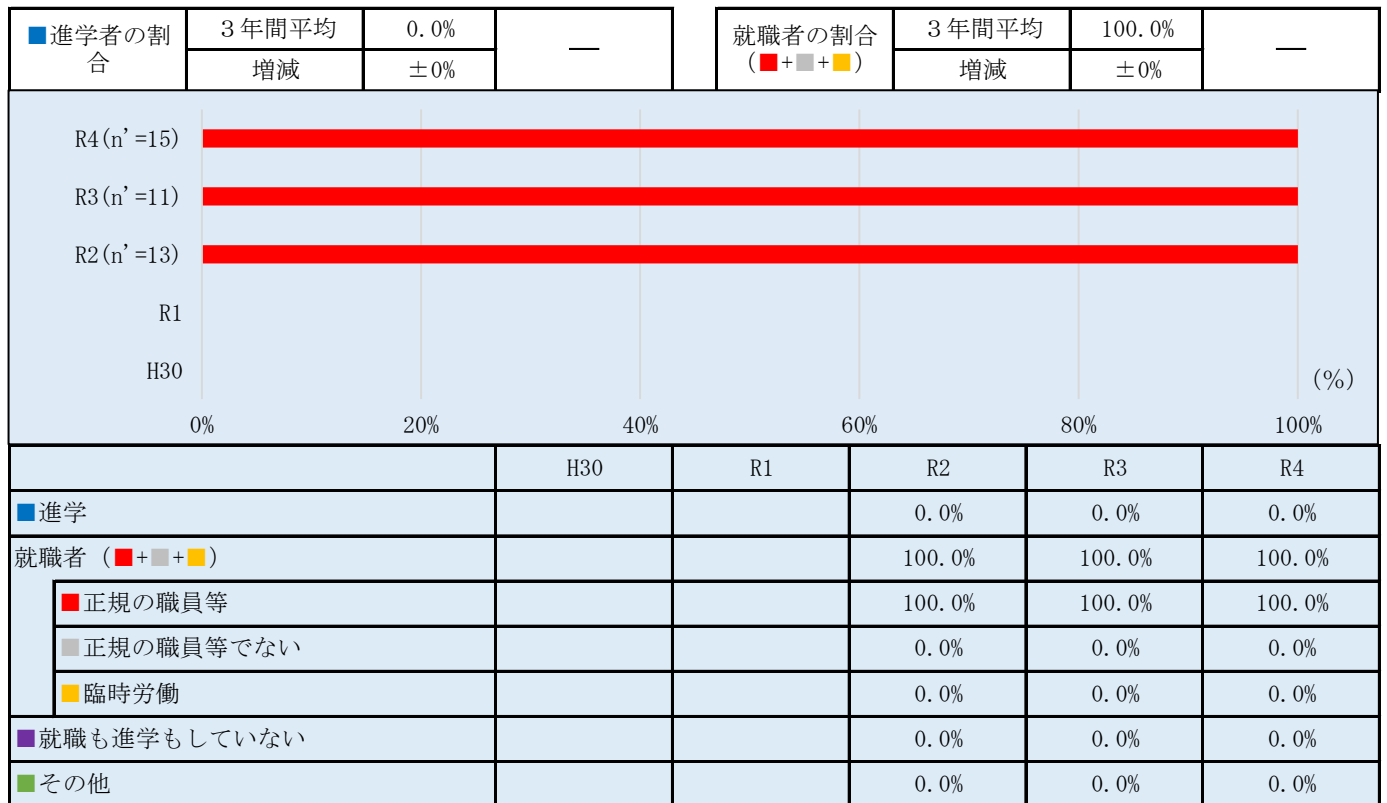 ■進学者の割合 ３年間平均 0.0% ―
増減 ±0%
就職者の割合（■+■+■） ３年間平均 100.0% ―
増減 ±0%
R4(n'=15)
R3(n'=11)
R2(n'=13)
R1
H30
(%)
0% 20% 40% 60% 80% 100%
H30 R1 R2 R3 R4
■進学 0.0% 0.0% 0.0%
就職者（■+■+■） 100.0% 100.0% 100.0%
■正規の職員等 100.0% 100.0% 100.0%
■正規の職員等でない 0.0% 0.0% 0.0%
■臨時労働 0.0% 0.0% 0.0%
■就職も進学もしていない 0.0% 0.0% 0.0%
■その他 0.0% 0.0% 0.0%